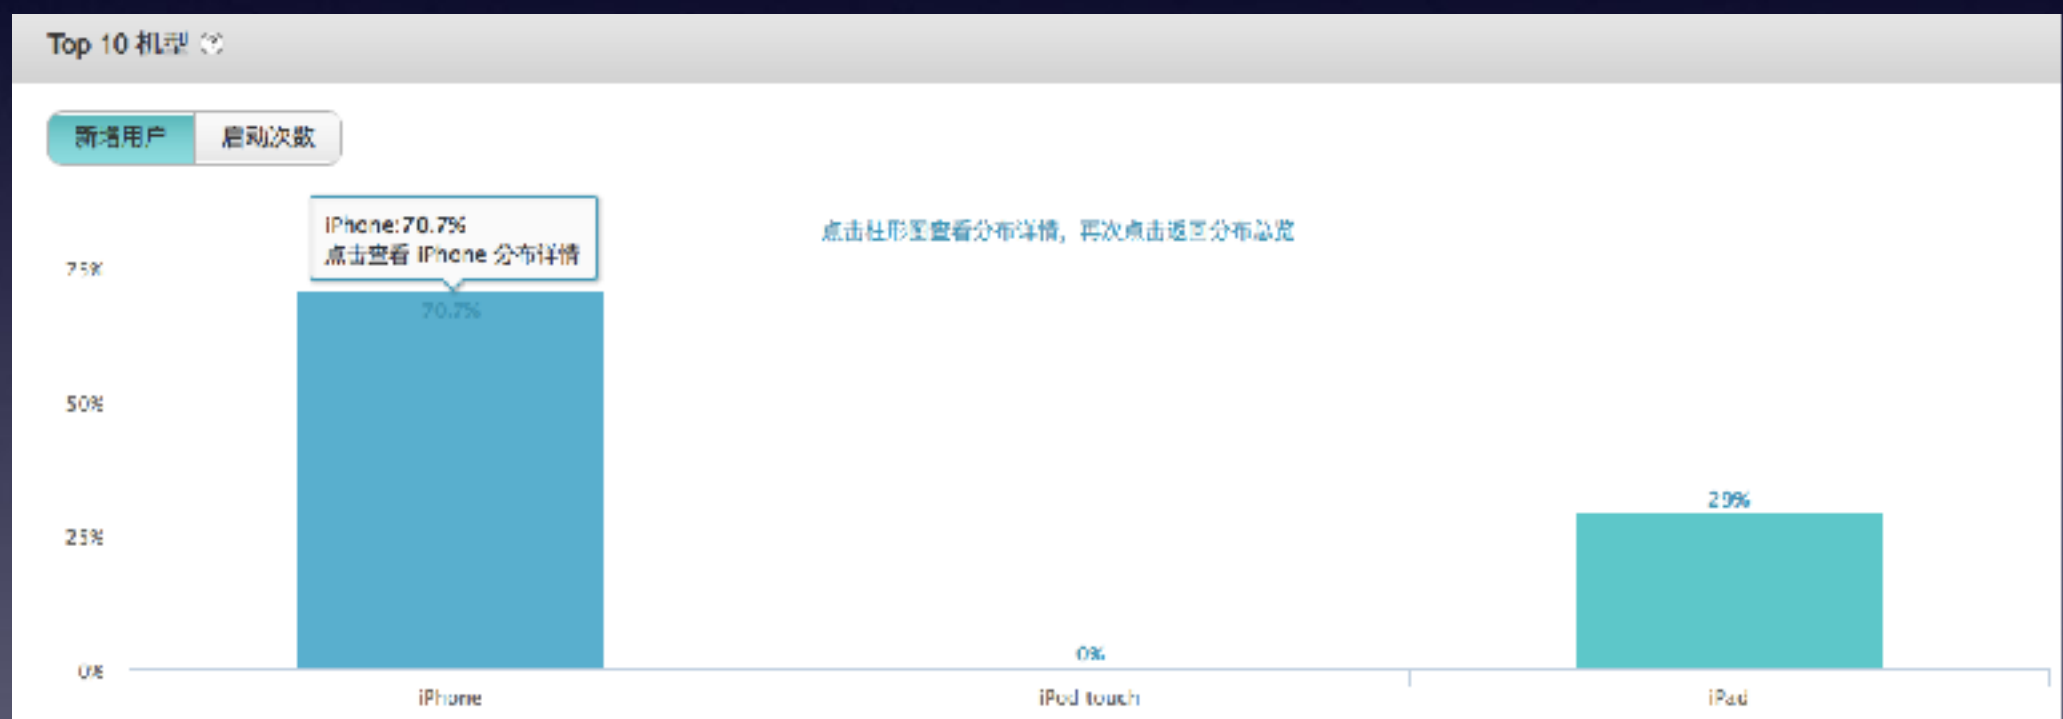 Top 10 机型 ?
新增用户 启动次数
iPhone:70.7%
点击查看 iPhone 分布详情
点击柱形图查看分布详情，再次点击返回分布总览
75%
70.7%
50%
29%
25%
0%
0%
iPhone iPod touch iPad